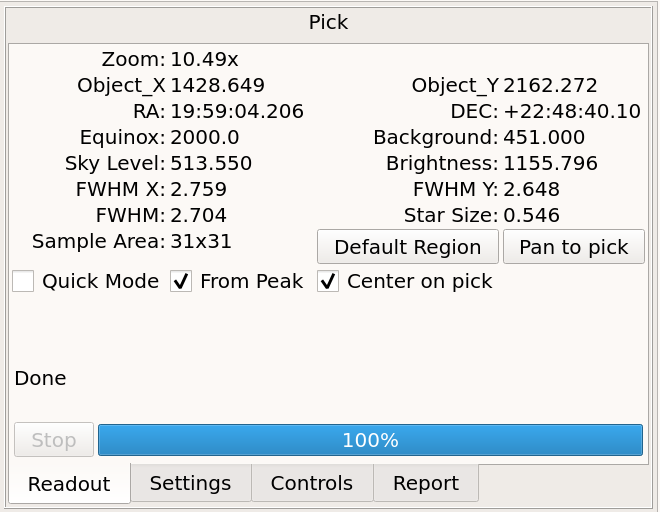 Pick
Zoom: 10.49x
Object_X 1428.649 Object_Y 2162.272
RA: 19:59:04.206 DEC: +22:48:40.10
Equinox: 2000.0 Background: 451.000
Sky Level: 513.550 Brightness: 1155.796
FWHM X: 2.759 FWHM Y: 2.648
FWHM: 2.704 Star Size: 0.546
Sample Area: 31x31 Default Region Pan to pick
Quick Mode From Peak Center on pick
Done
Stop 100%
Readout Settings Controls Report